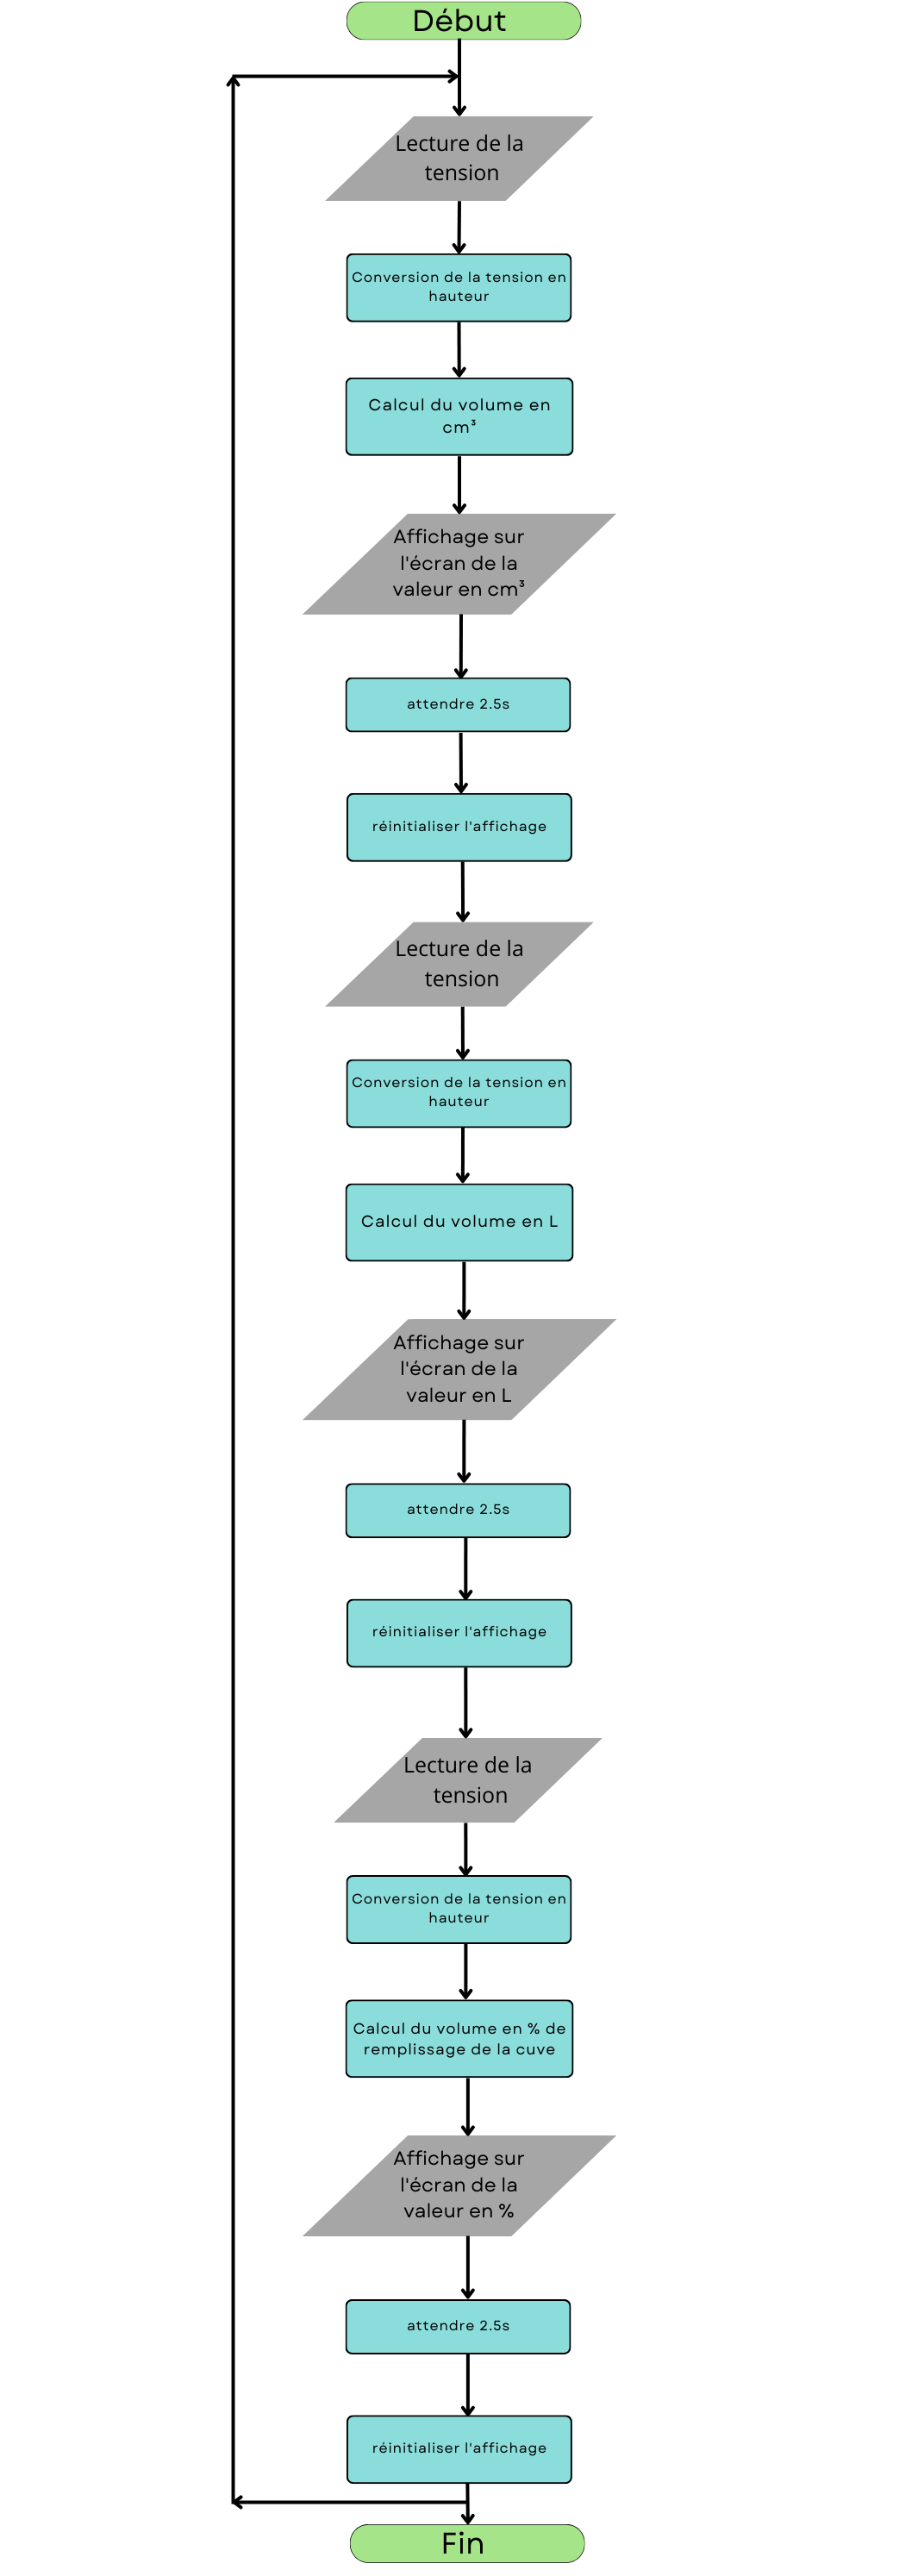 Début
Lecture de la
tension
Conversion de la tension en
hauteur
Calcul du volume en
cm³
Affichage sur
l'écran de la
valeur en cm³
attendre 2.5s
réinitialiser l'affichage
Lecture de la
tension
Conversion de la tension en
hauteur
Calcul du volume en L
Affichage sur
l'écran de la
valeur en L
attendre 2.5s
réinitialiser l'affichage
Lecture de la
tension
Conversion de la tension en
hauteur
Calcul du volume en % de
remplissage de la cuve
Affichage sur
l'écran de la
valeur en %
attendre 2.5s
réinitialiser l'affichage
Fin